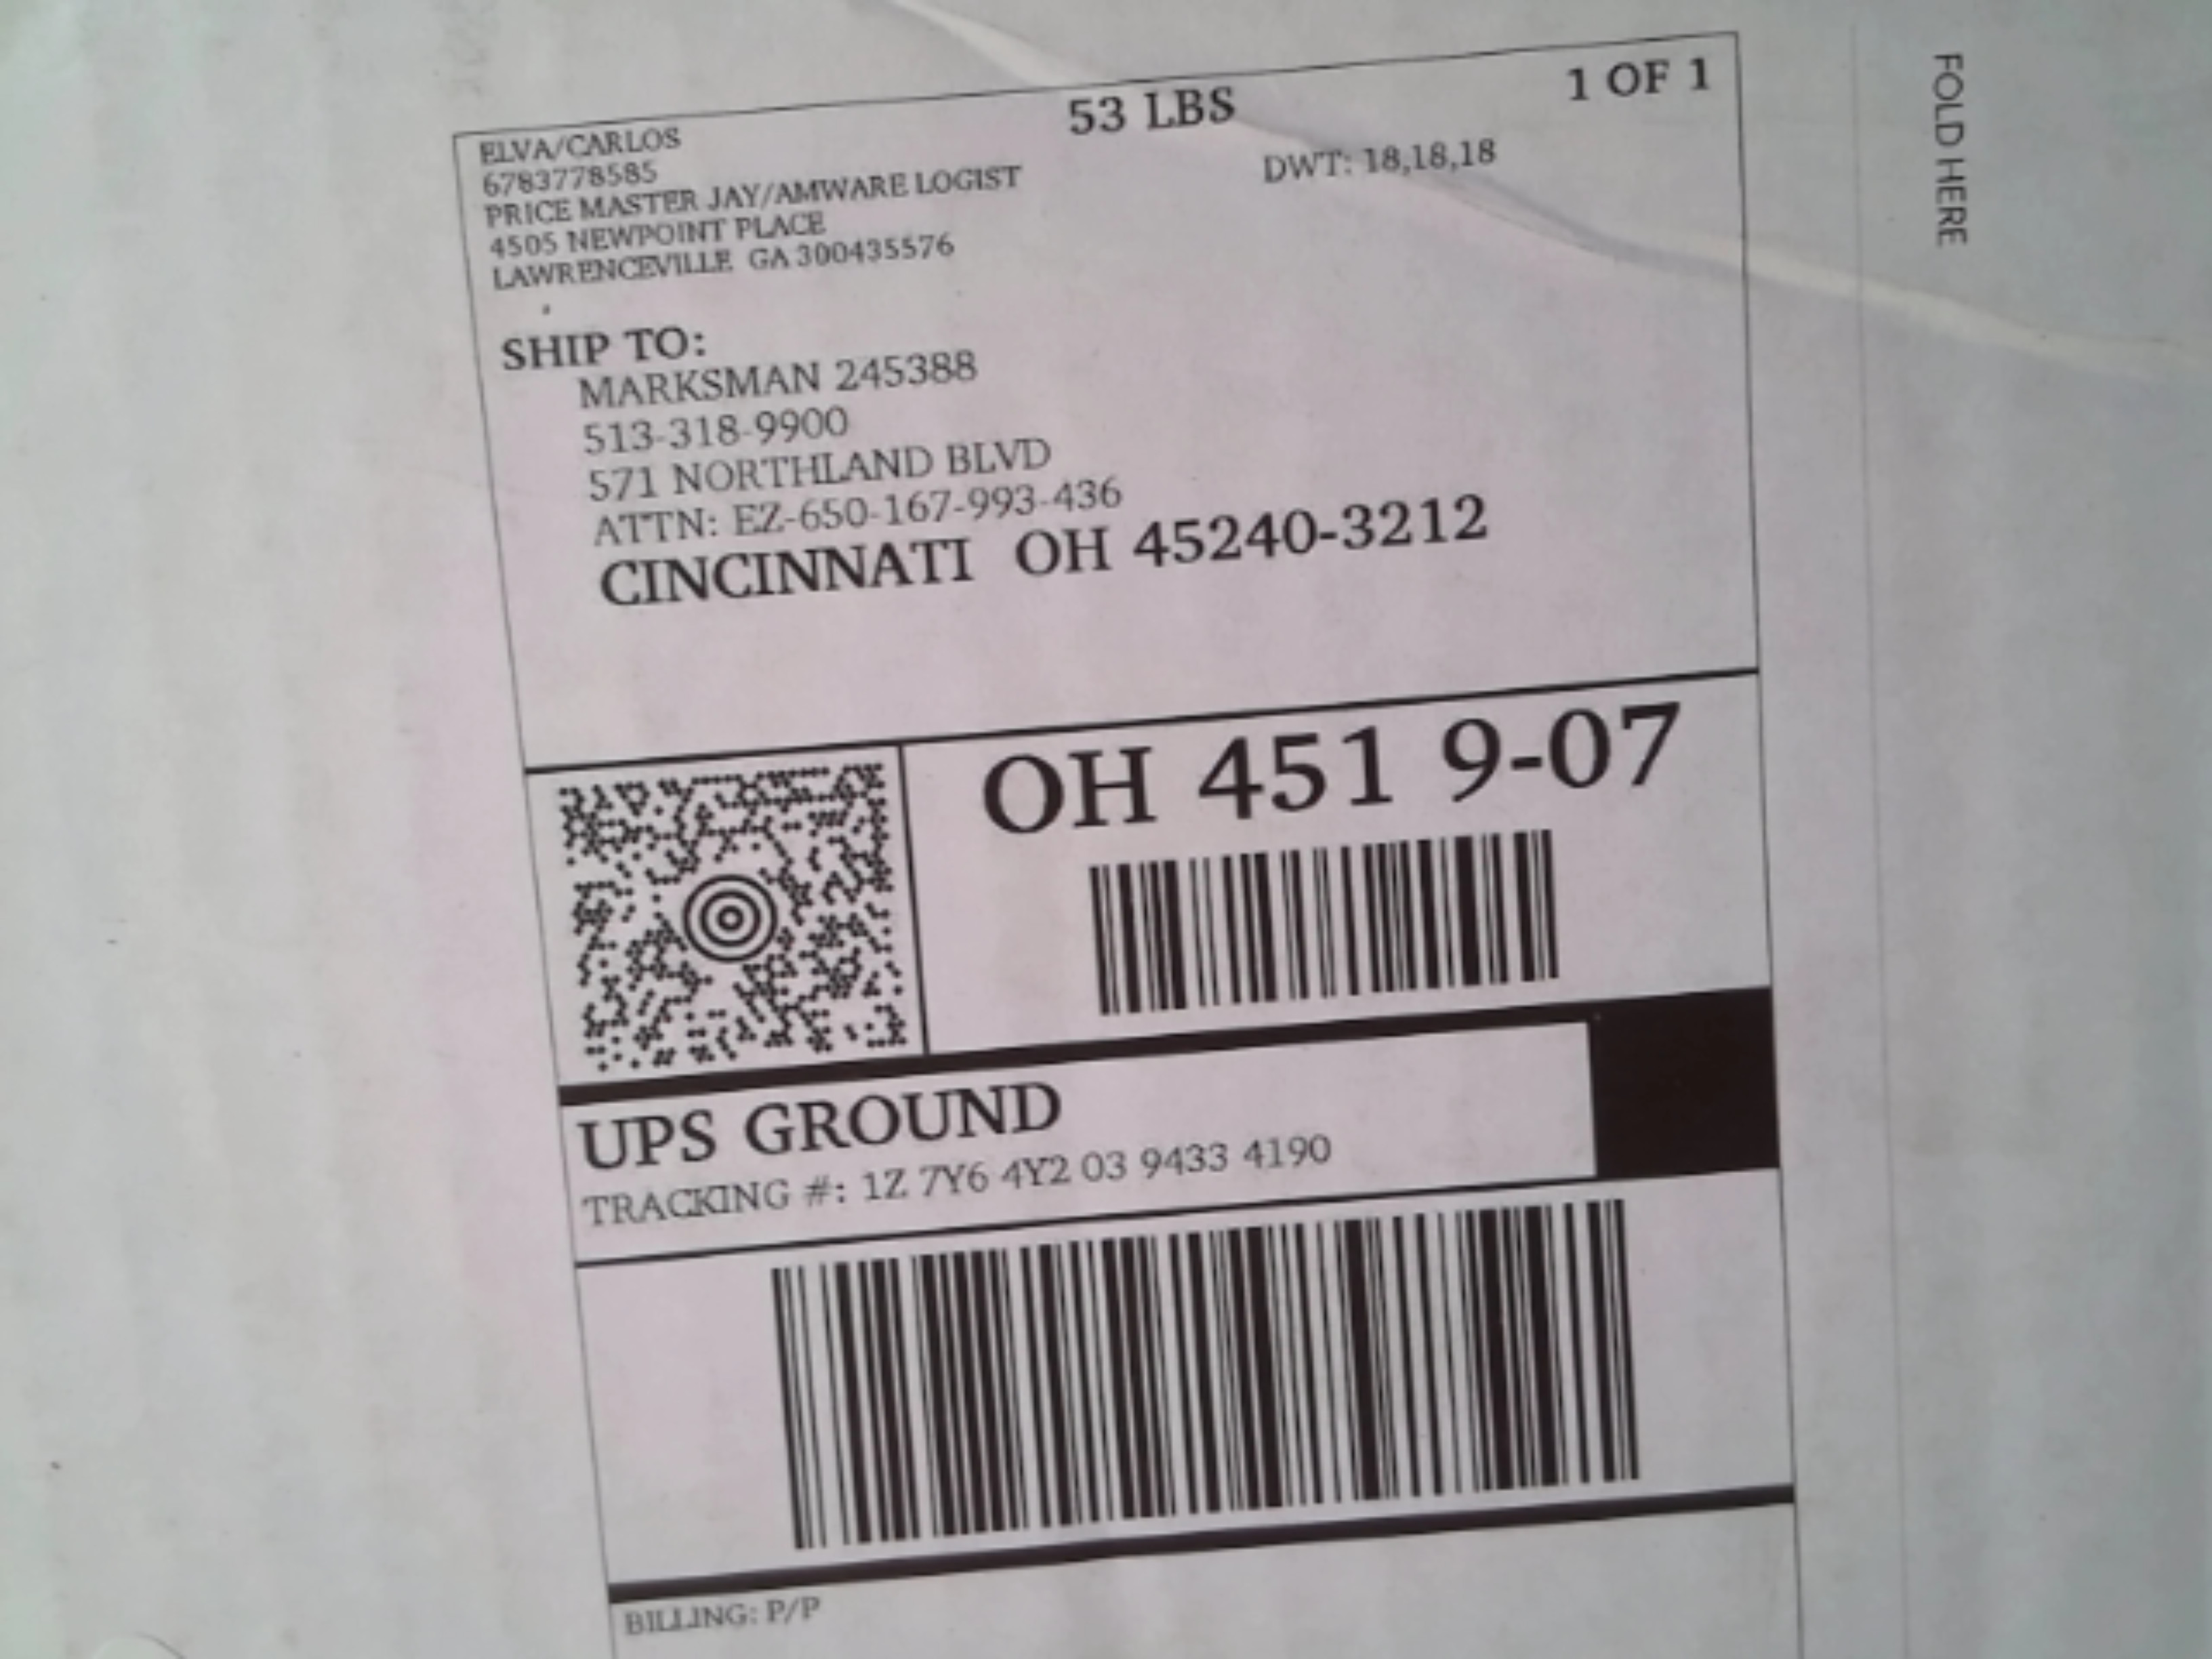 ELVA/CARLOS
6783778585
PRICE MASTER JAY/AMWARE LOGIST
4505 NEWPOINT PLACE
LAWRENCEVILLE GA 300435576
53 LBS
1 OF 1
DWT: 18,18,18
SHIP TO:
MARKSMAN 245388
513-318-9900
571 NORTHLAND BLVD
ATTN: EZ-650-167-993-436
CINCINNATI OH 45240-3212
OH 451 9-07
UPS GROUND
TRACKING #: 1Z 7Y6 4Y2 03 9433 4190
BILLING: P/P
FOLD HERE